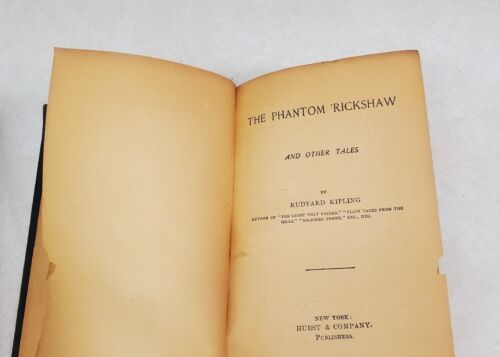 THE PHANTOM 'RICKSHAW
AND OTHER TALES
BY
RUDYARD KIPLING
AUTHOR OF "THE LIGHT THAT FAILED," "PLAIN TALES FROM THE
HILLS," "SOLDIERS THREE," ETC., ETC.
NEW YORK:
HURST & COMPANY,
PUBLISHERS.